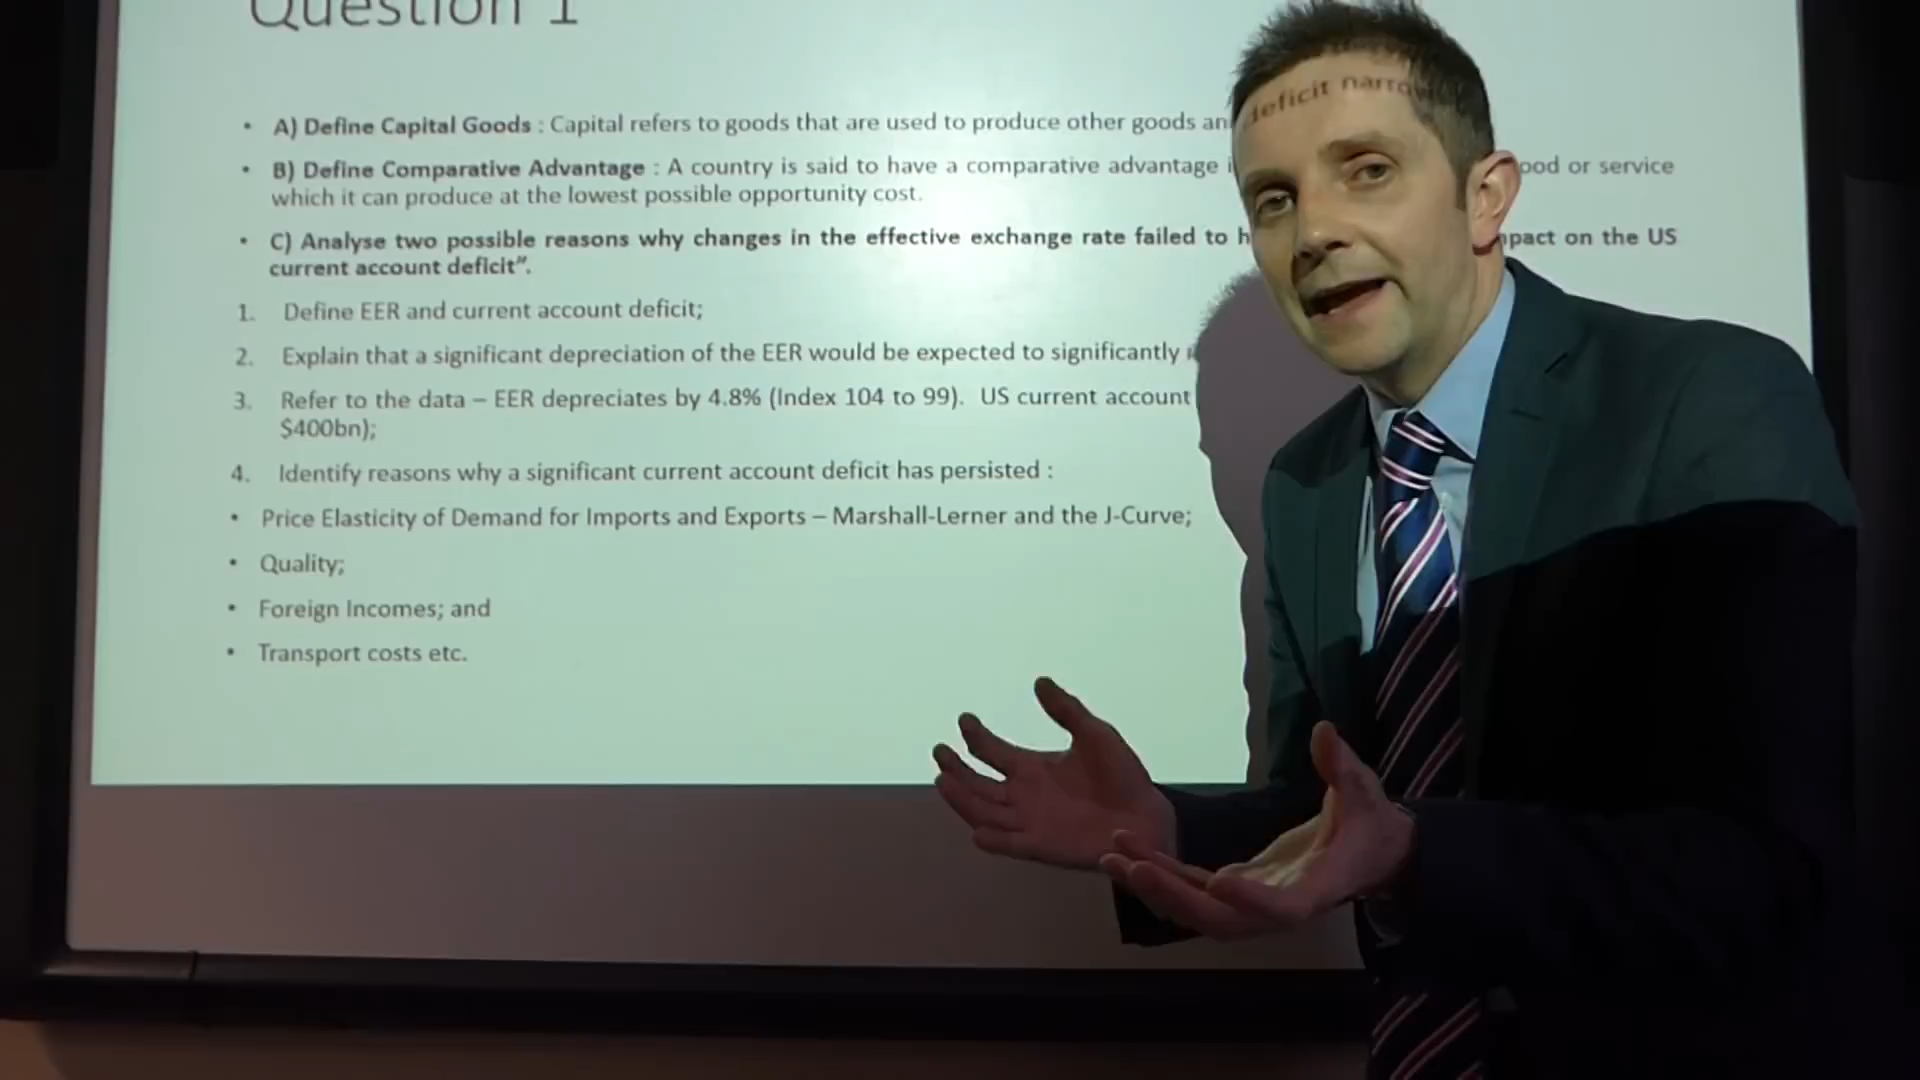 Question 1
• A) Define Capital Goods : Capital refers to goods that are used to produce other goods
• B) Define Comparative Advantage : A country is said to have a comparative advantage or service
which it can produce at the lowest possible opportunity cost.
• C) Analyse two possible reasons why changes in the effective exchange rate failed to on the US
current account deficit”.
1. Define EER and current account deficit;
2. Explain that a significant depreciation of the EER would be expected to significantly
deficit
3. Refer to the data – EER depreciates by 4.8% (Index 104 to 99). US current account
$400bn);
4. Identify reasons why a significant current account deficit has persisted :
• Price Elasticity of Demand for Imports and Exports – Marshall-Lerner and the J-Curve;
• Quality;
• Foreign Incomes; and
• Transport costs etc.